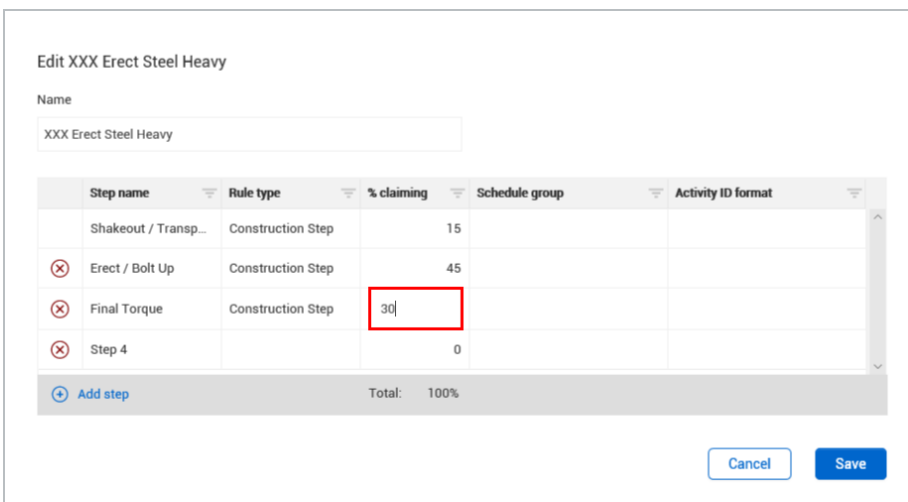 Edit XXX Erect Steel Heavy
Name
XXX Erect Steel Heavy
Step name Rule type % claiming Schedule group Activity ID format
Shakeout / Transp... Construction Step 15
Erect / Bolt Up Construction Step 45
Final Torque Construction Step 30
Step 4 0
Add step Total: 100%
Cancel Save